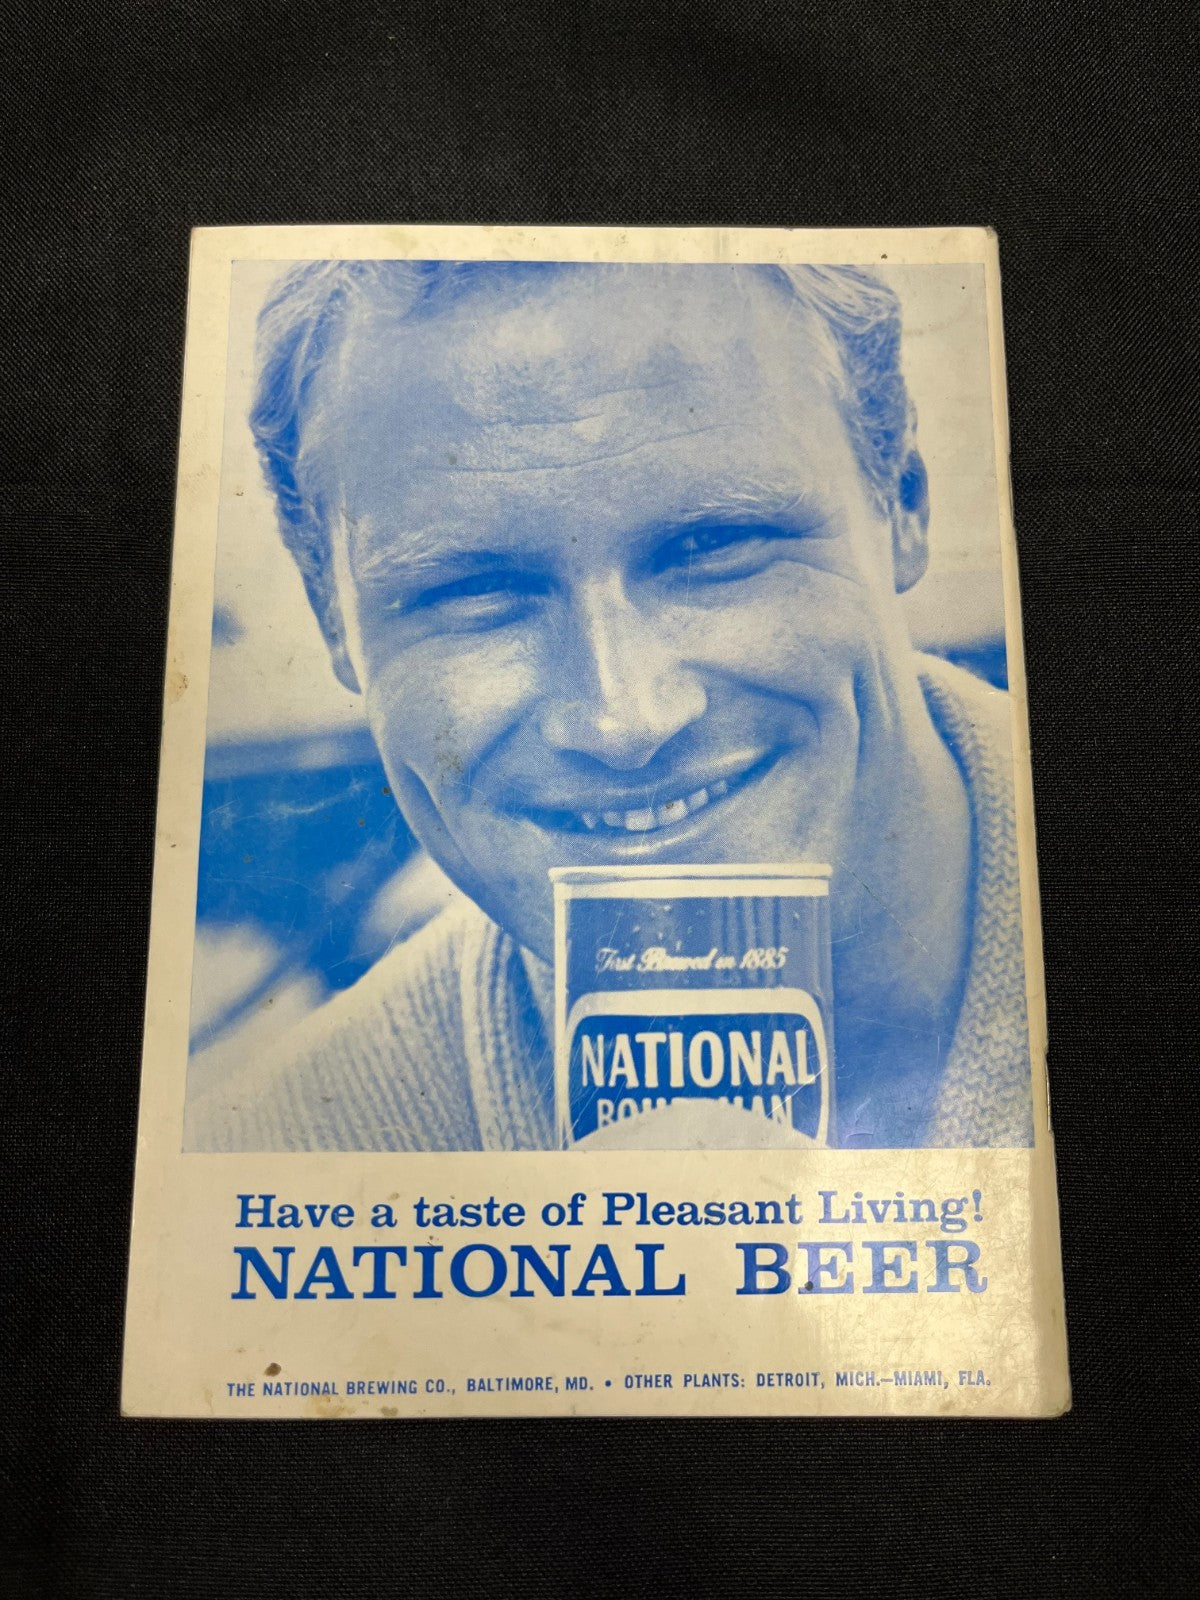 First Brewed in 1885
NATIONAL
BOHEMIAN
Have a taste of Pleasant Living!
NATIONAL BEER
THE NATIONAL BREWING CO., BALTIMORE, MD. • OTHER PLANTS: DETROIT, MICH.—MIAMI, FLA.